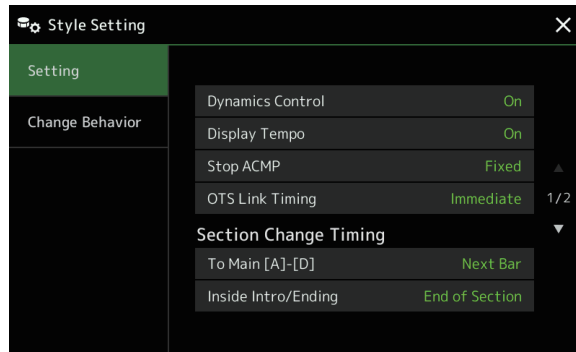 Style Setting
Setting
Change Behavior
Dynamics Control On
Display Tempo On
Stop ACMP Fixed
OTS Link Timing Immediate
1/2
Section Change Timing
To Main [A]-[D] Next Bar
Inside Intro/Ending End of Section